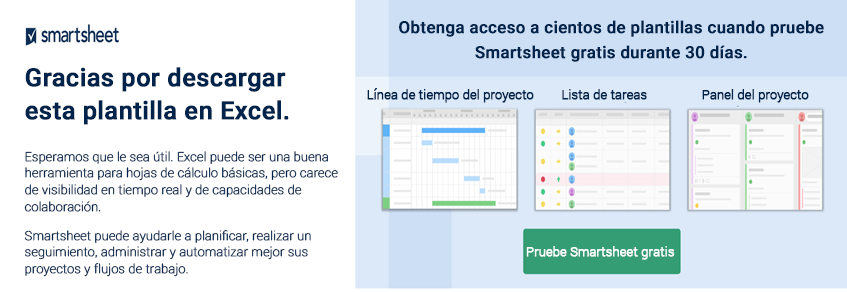 smartsheet
Gracias por descargar
esta plantilla en Excel.
Esperamos que le sea útil. Excel puede ser una buena
herramienta para hojas de cálculo básicas, pero carece
de visibilidad en tiempo real y de capacidades de
colaboración.
Smartsheet puede ayudarle a planificar, realizar un
seguimiento, administrar y automatizar mejor sus
proyectos y flujos de trabajo.
Obtenga acceso a cientos de plantillas cuando pruebe
Smartsheet gratis durante 30 días.
Línea de tiempo del proyecto
Lista de tareas
Panel del proyecto
Pruebe Smartsheet gratis